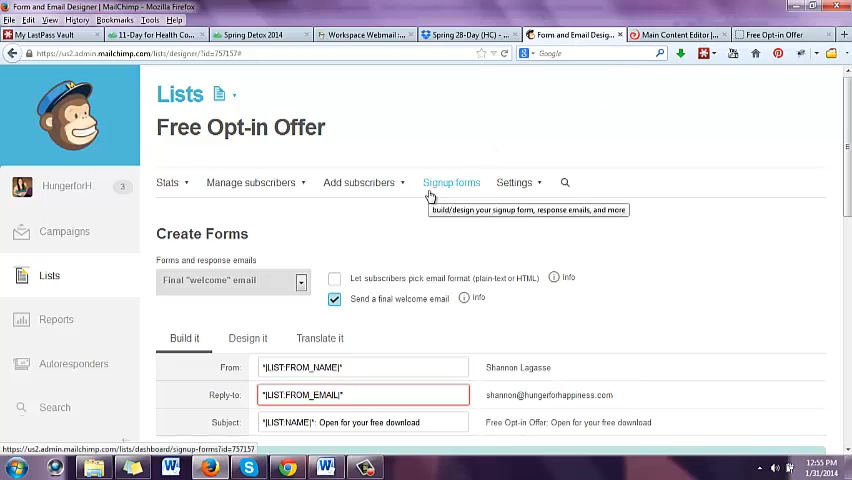 Form and Email Designer | MailChimp - Mozilla Firefox
File Edit View History Bookmarks Tools Help
My LastPass Vault
11-Day for Health Co...
Spring Detox 2014
Workspace Webmail :...
Spring 28-Day (HC) - ...
Form and Email Desig...
Main Content Editor | ...
Free Opt-in Offer
https://us2.admin.mailchimp.com/lists/designer/?id=757157#
Google
Lists
Free Opt-in Offer
Stats Manage subscribers Add subscribers Signup forms Settings
build/design your signup form, response emails, and more
HungerforH.. 3
Campaigns
Lists
Reports
Autoresponders
Search
Create Forms
Forms and response emails
Final "welcome" email
Let subscribers pick email format (plain-text or HTML) Info
Send a final welcome email Info
Build it Design it Translate it
From: *|LIST:FROM_NAME|* Shannon Lagasse
Reply-to: *|LIST:FROM_EMAIL|* shannon@hungerforhappiness.com
Subject: *|LIST:NAME|*: Open for your free download Free Opt-in Offer: Open for your free download
https://us2.admin.mailchimp.com/lists/dashboard/signup-forms?id=757157
12:55 PM
1/31/2014